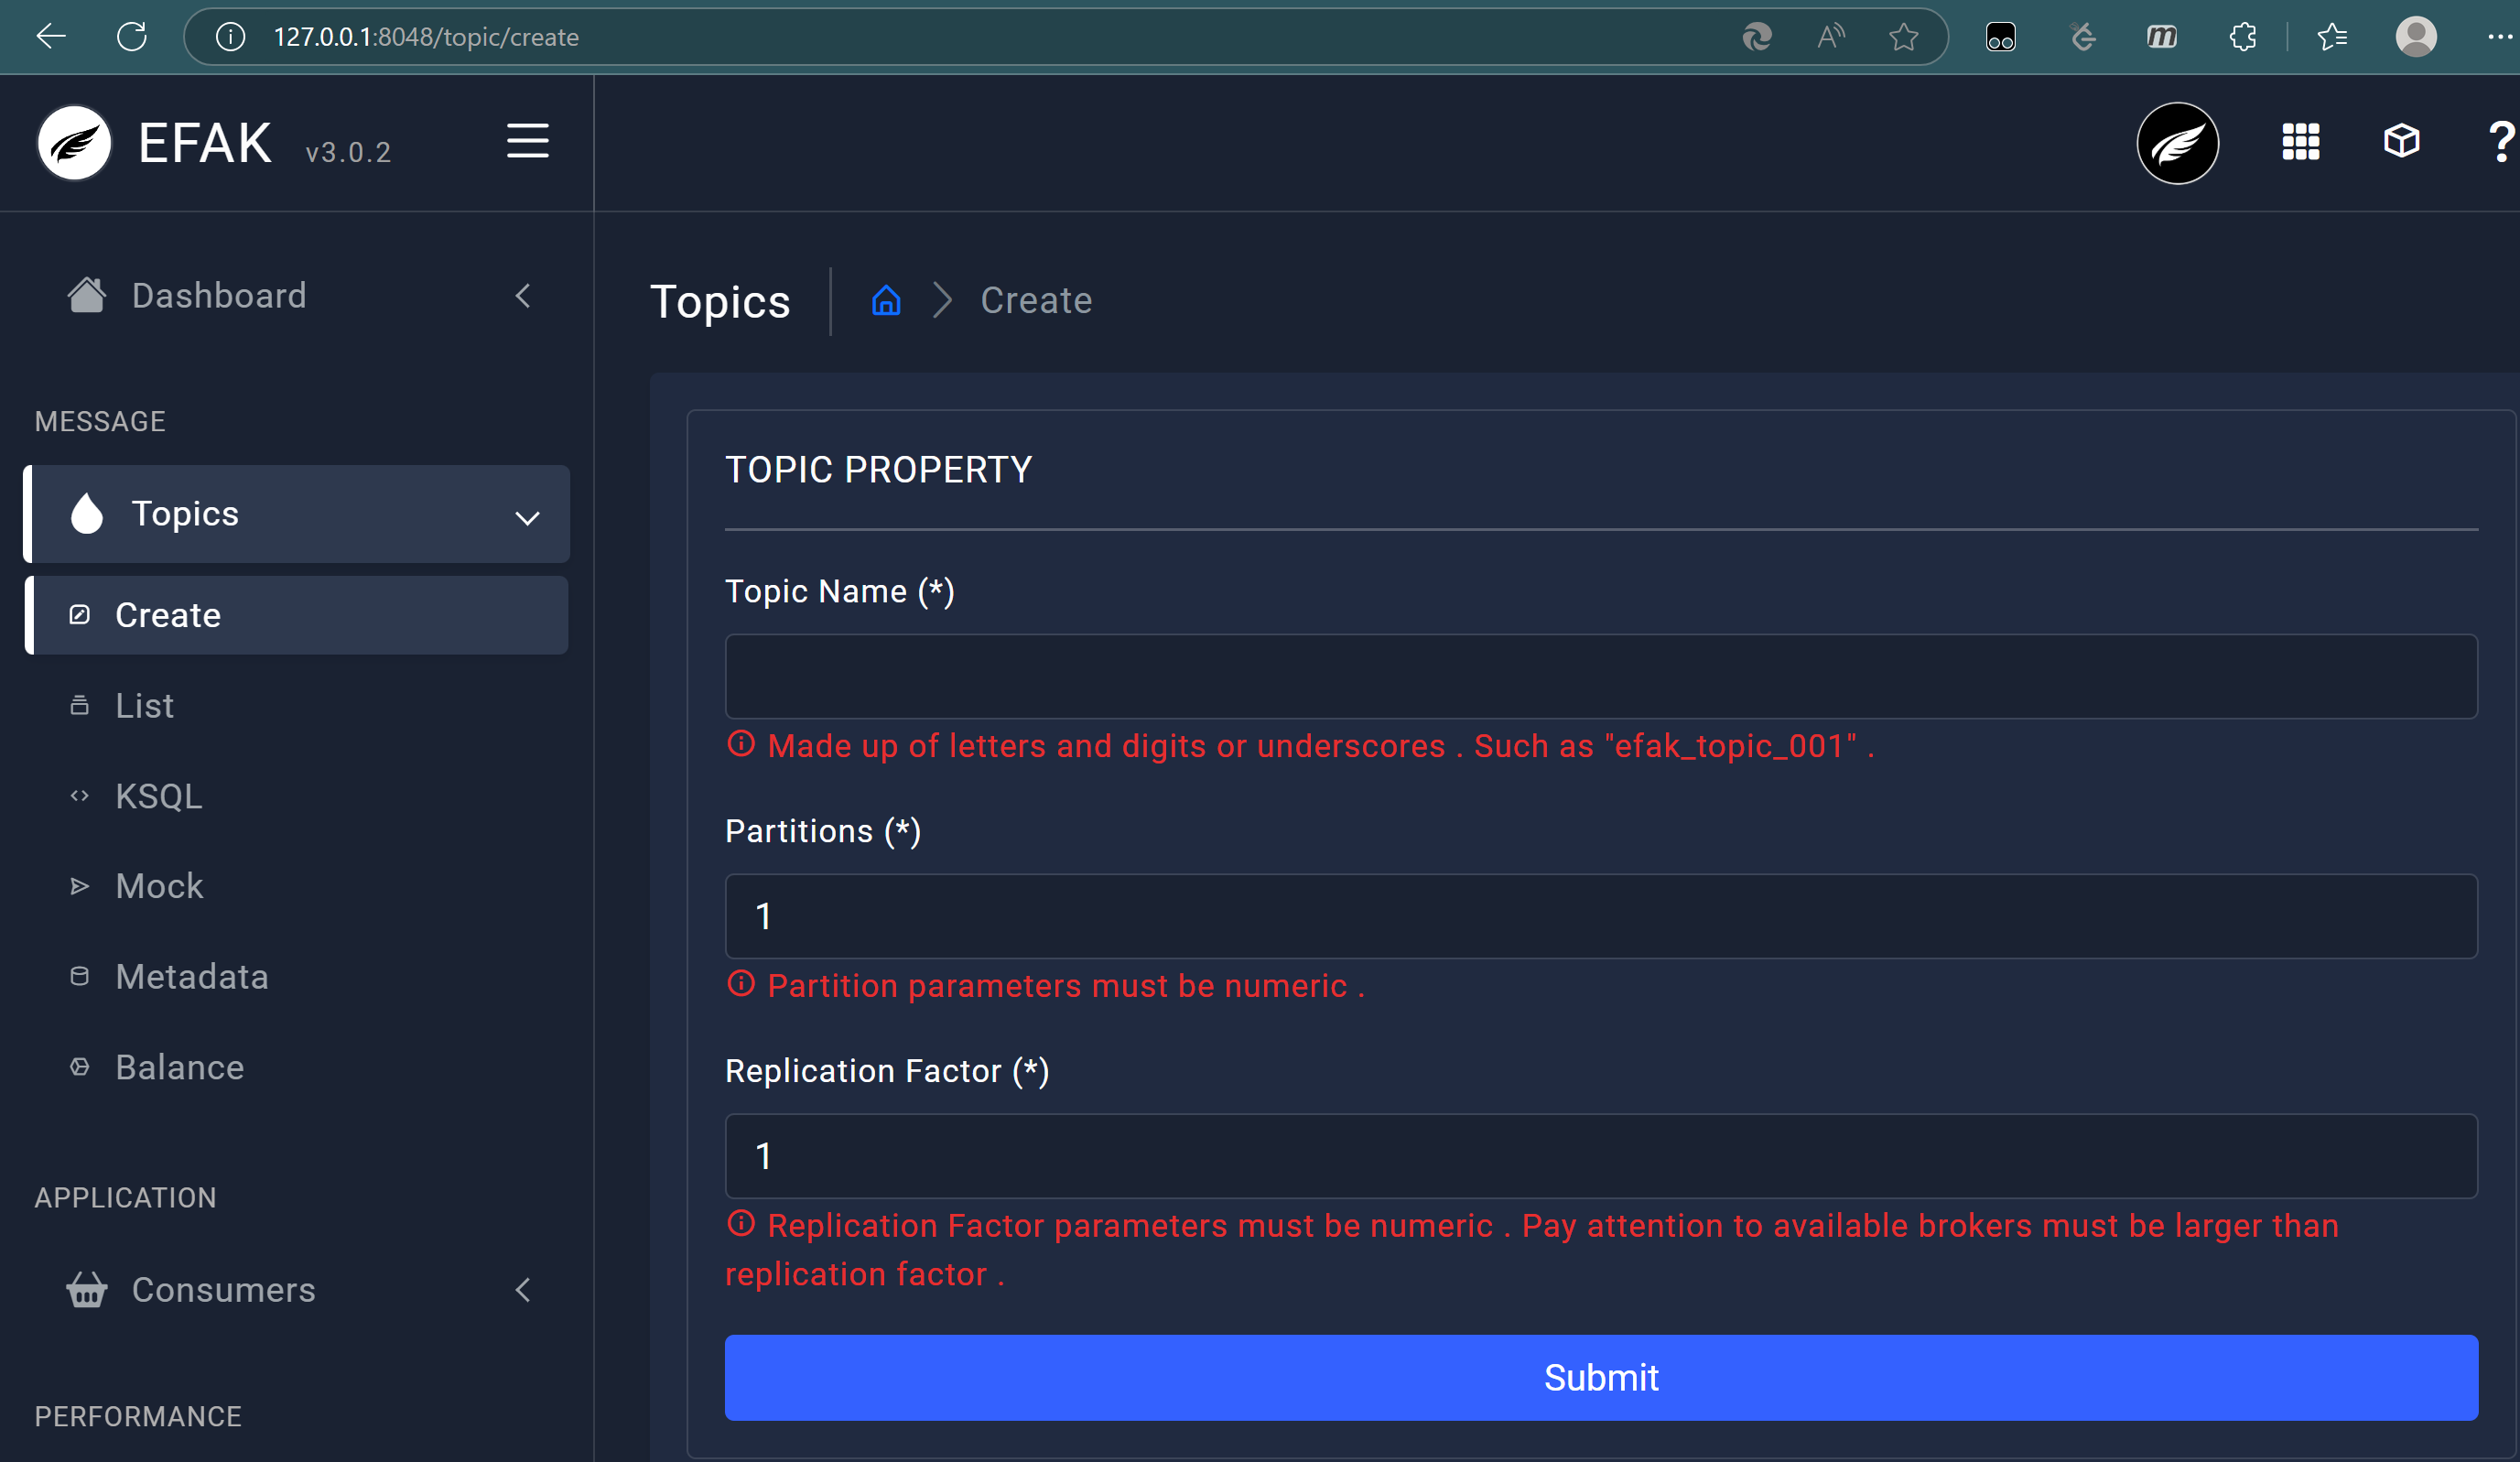 127.0.0.1:8048/topic/create
EFAK v3.0.2
Dashboard
MESSAGE
Topics
Create
List
KSQL
Mock
Metadata
Balance
APPLICATION
Consumers
PERFORMANCE
Topics
Create
TOPIC PROPERTY
Topic Name (*)
Made up of letters and digits or underscores . Such as "efak_topic_001" .
Partitions (*)
1
Partition parameters must be numeric .
Replication Factor (*)
1
Replication Factor parameters must be numeric . Pay attention to available brokers must be larger than
replication factor .
Submit